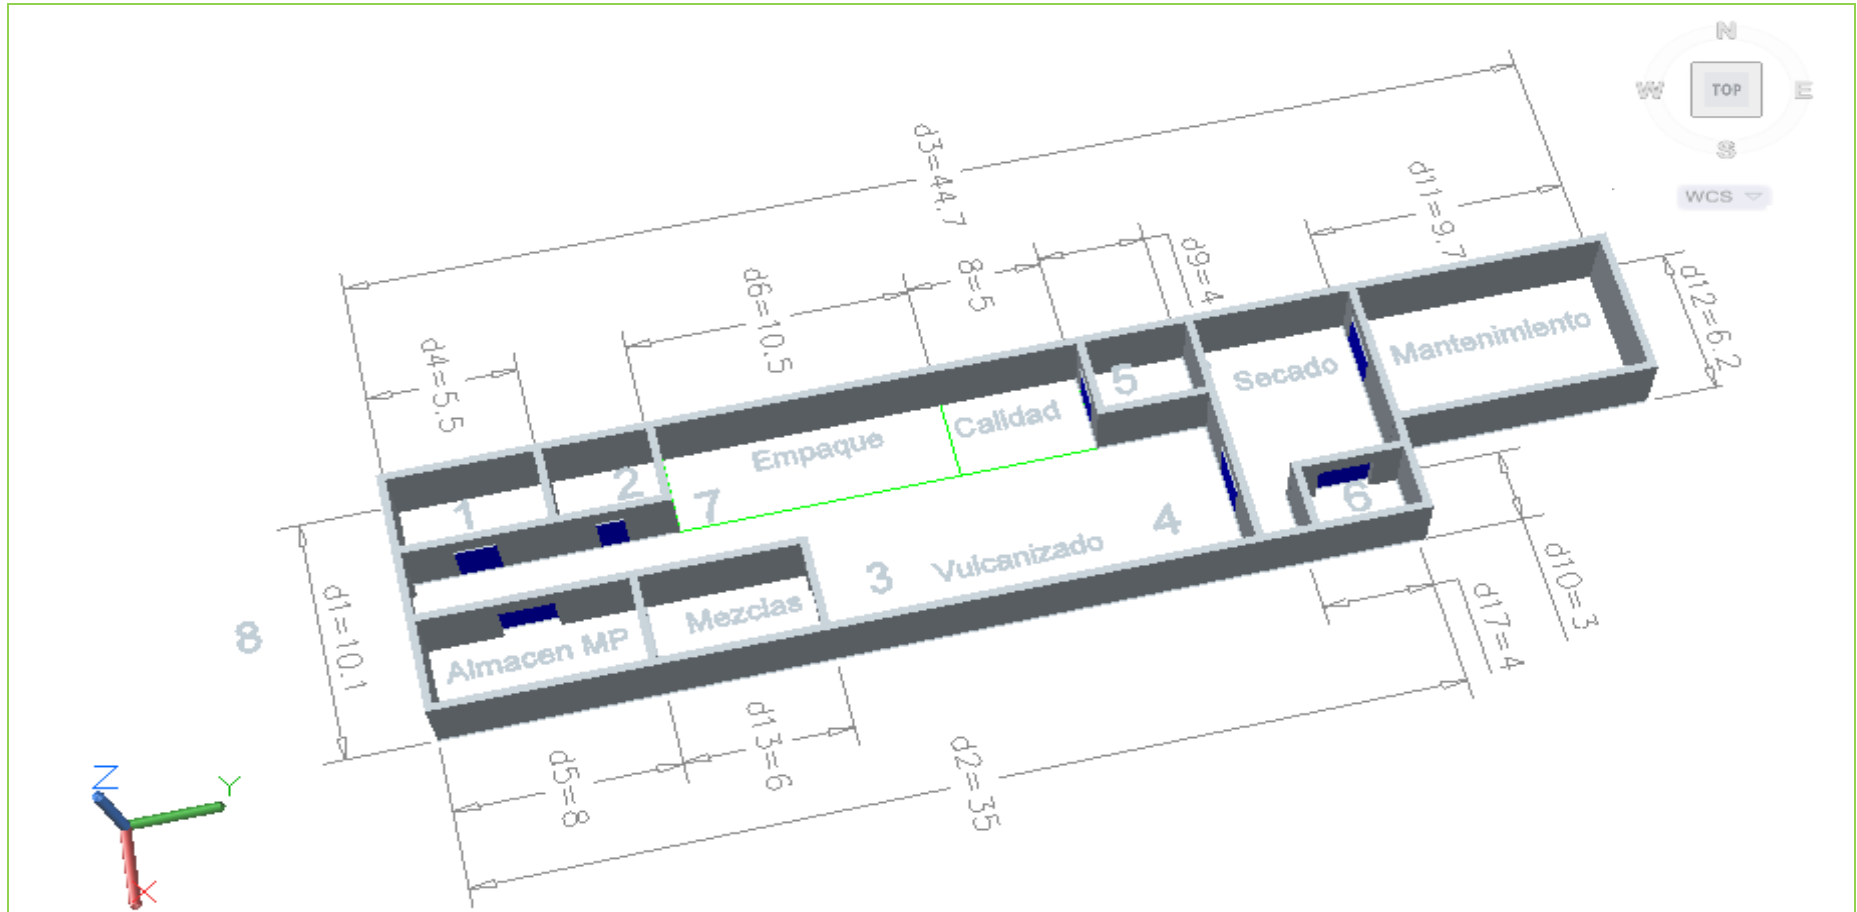 N
W TOP E
S
WCS
d3=44.7
d11=9.7
d9=4
8=5
d6=10.5
d4=5.5
d12=6.2
Mantenimiento
Secado
5
Calidad
Empaque
2
1
7
6
4
3
Vulcanizado
Mezclas
Almacen MP
8
d1=10.1
d10=3
d17=4
d13=6
d5=8
d2=35
Z
Y
X